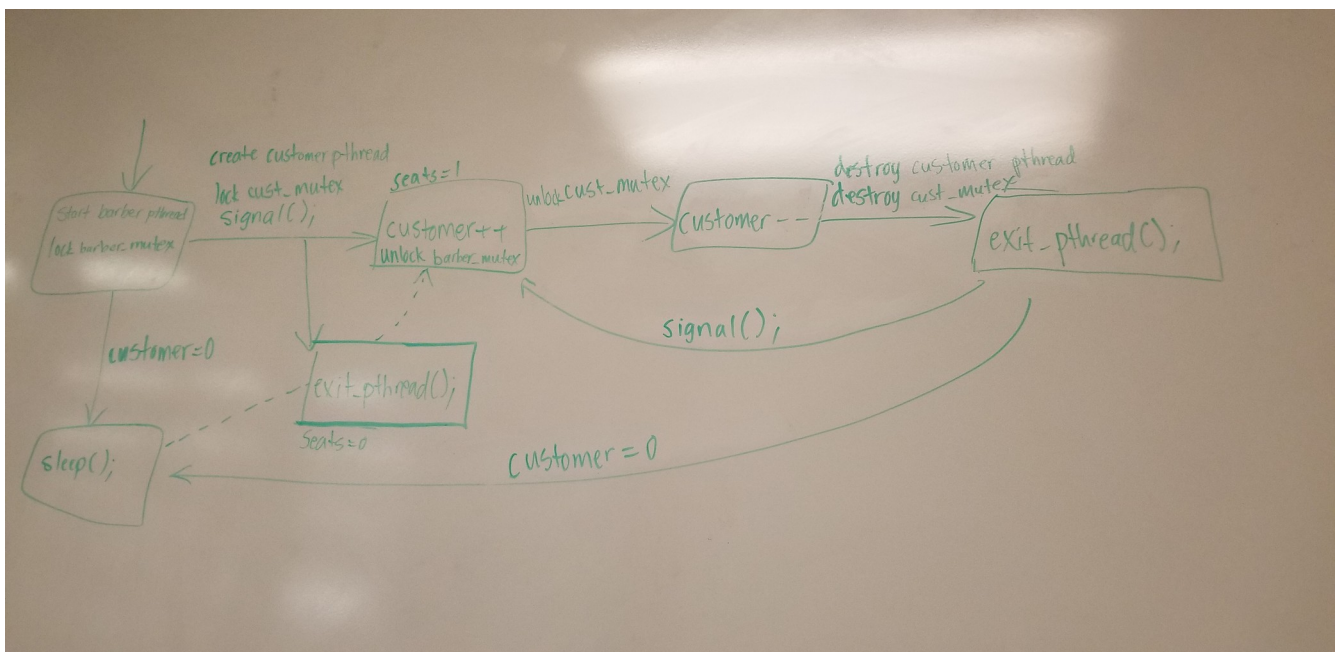 create customer pthread
lock cust_mutex
signal();
Start barber pthread
lock barber_mutex
seats=1
customer++
unlock barber_mutex
unlock cust_mutex
customer--
destroy customer pthread
destroy cust_mutex
exit_pthread();
signal();
customer=0
exit_pthread();
Seats=0
sleep();
customer=0